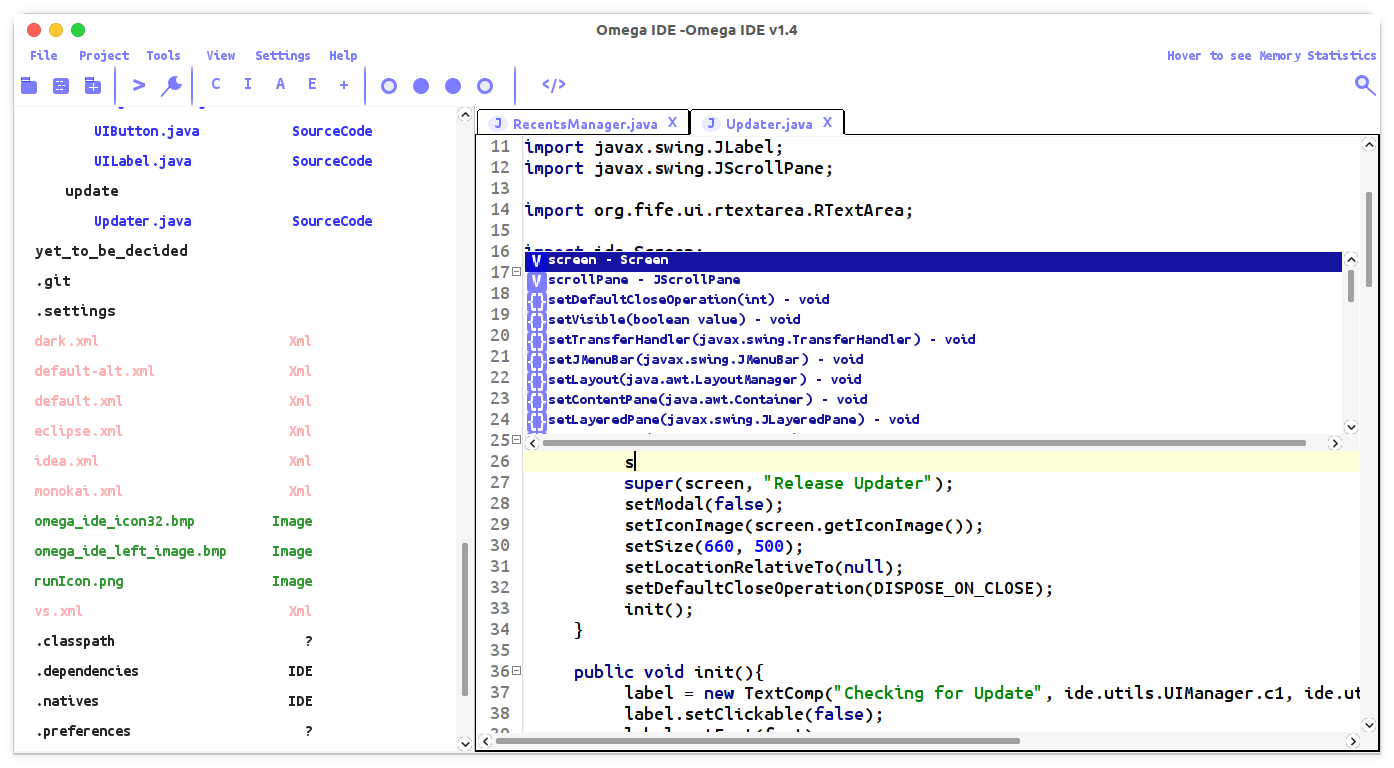 Omega IDE -Omega IDE v1.4
File Project Tools View Settings Help
Hover to see Memory Statistics
> C I A E + </>
UIButton.java SourceCode
UILabel.java SourceCode
update
Updater.java SourceCode
yet_to_be_decided
.git
.settings
dark.xml Xml
default-alt.xml Xml
default.xml Xml
eclipse.xml Xml
idea.xml Xml
monokai.xml Xml
omega_ide_icon32.bmp Image
omega_ide_left_image.bmp Image
runIcon.png Image
vs.xml Xml
.classpath ?
.dependencies IDE
.natives IDE
.preferences ?
J RecentsManager.java X J Updater.java X
11 import javax.swing.JLabel;
12 import javax.swing.JScrollPane;
13
14 import org.fife.ui.rtextarea.RTextArea;
15
16 import ide.Screen;
17
18
19
20
21
22
23
24
25
V screen - Screen
V scrollPane - JScrollPane
setDefaultCloseOperation(int) - void
setVisible(boolean value) - void
setTransferHandler(javax.swing.TransferHandler) - void
setJMenuBar(javax.swing.JMenuBar) - void
setLayout(java.awt.LayoutManager) - void
setContentPane(java.awt.Container) - void
setLayeredPane(javax.swing.JLayeredPane) - void
26 s
27 super(screen, "Release Updater");
28 setModal(false);
29 setIconImage(screen.getIconImage());
30 setSize(660, 500);
31 setLocationRelativeTo(null);
32 setDefaultCloseOperation(DISPOSE_ON_CLOSE);
33 init();
34 }
35
36 public void init(){
37 label = new TextComp("Checking for Update", ide.utils.UIManager.c1, ide.ut
38 label.setClickable(false);